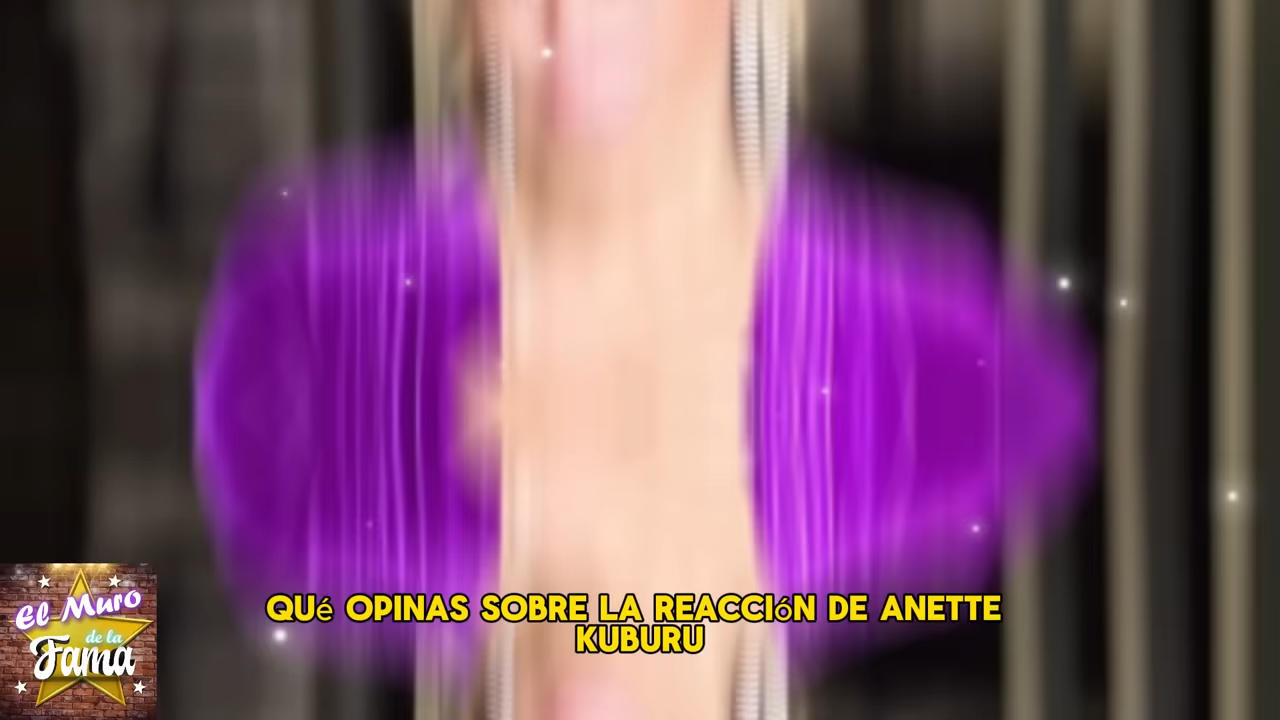 QUé OPINAS SOBRE LA REACCIóN DE ANETTE
KUBURU
El Muro
de la
Fama